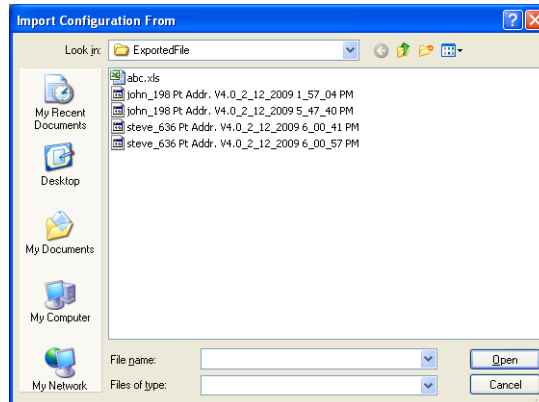 Import Configuration From
Look in: ExportedFile
abc.xls
john_198 Pt Addr. V4.0_2_12_2009 1_57_04 PM
john_198 Pt Addr. V4.0_2_12_2009 5_47_40 PM
steve_636 Pt Addr. V4.0_2_12_2009 6_00_41 PM
steve_636 Pt Addr. V4.0_2_12_2009 6_00_57 PM
My Recent
Documents
Desktop
My Documents
My Computer
My Network
File name: Open
Files of type: Cancel